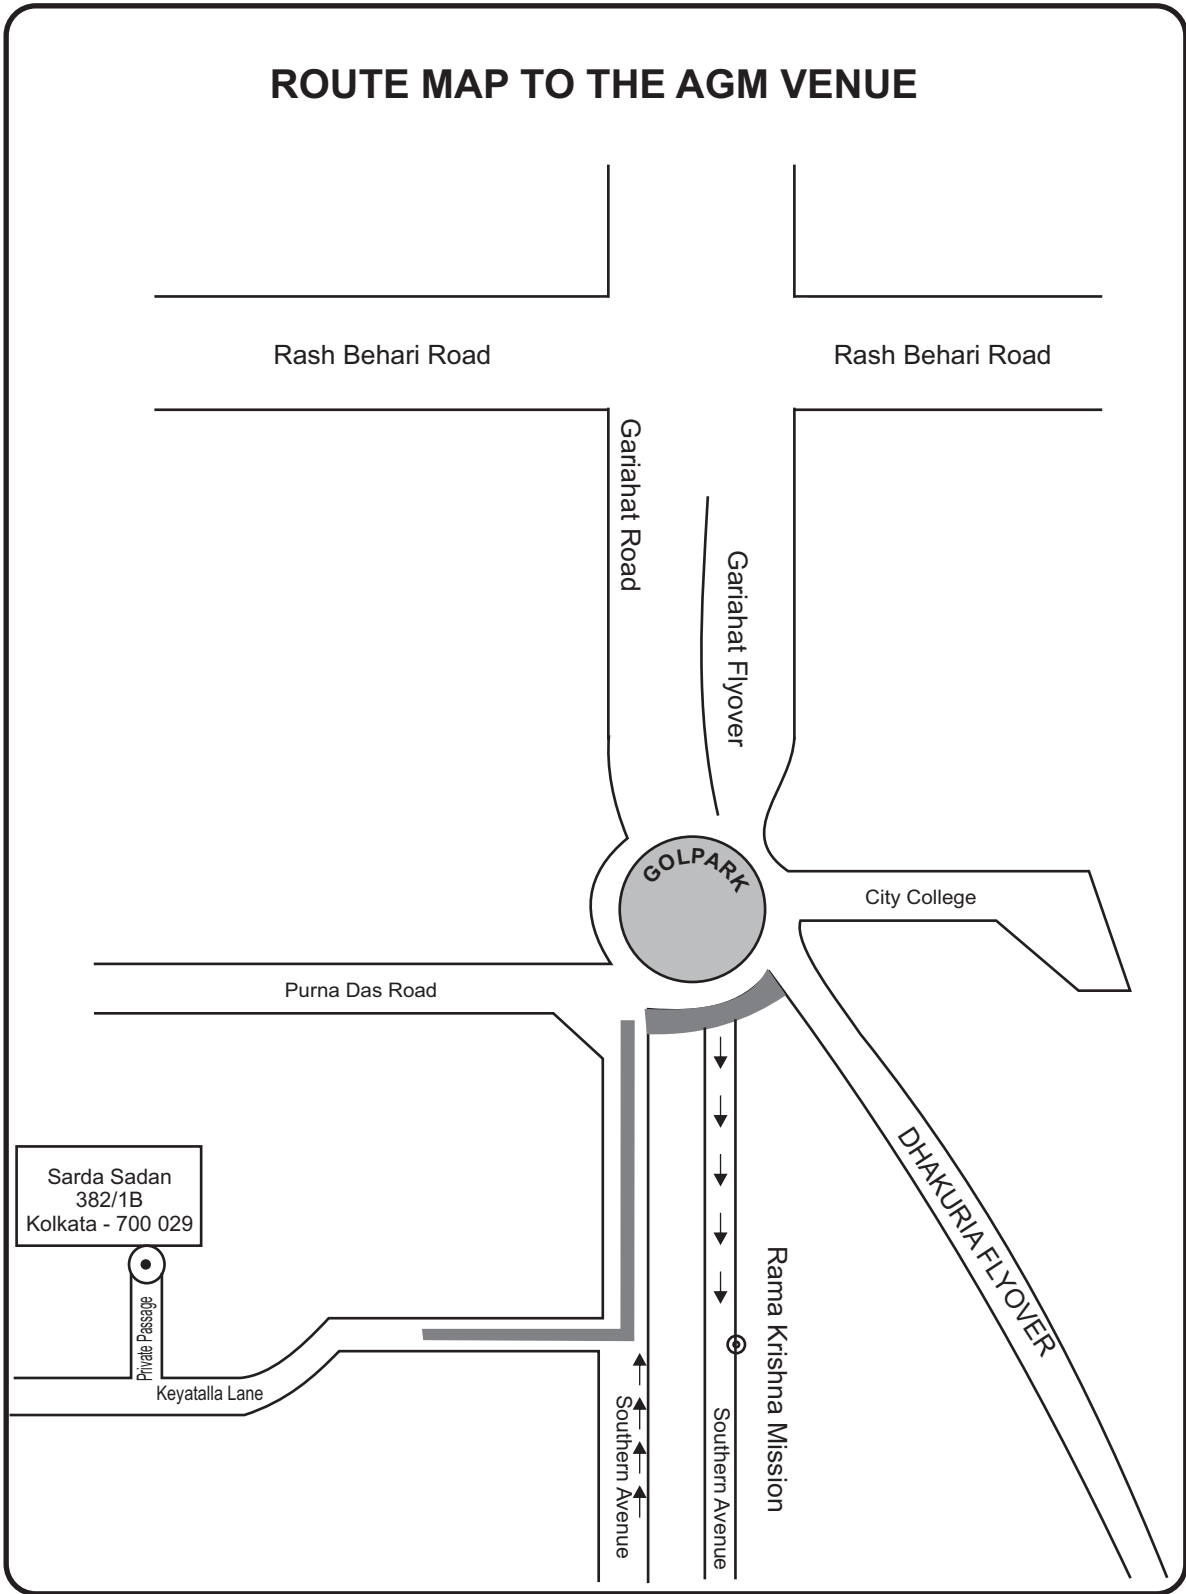 ROUTE MAP TO THE AGM VENUE
Rash Behari Road
Rash Behari Road
Gariahat Road
Gariahat Flyover
GOLPARK
City College
Purna Das Road
DHAKURIA FLYOVER
Sarda Sadan
382/1B
Kolkata - 700 029
Private Passage
Keyatalla Lane
Southern Avenue
Southern Avenue
Rama Krishna Mission